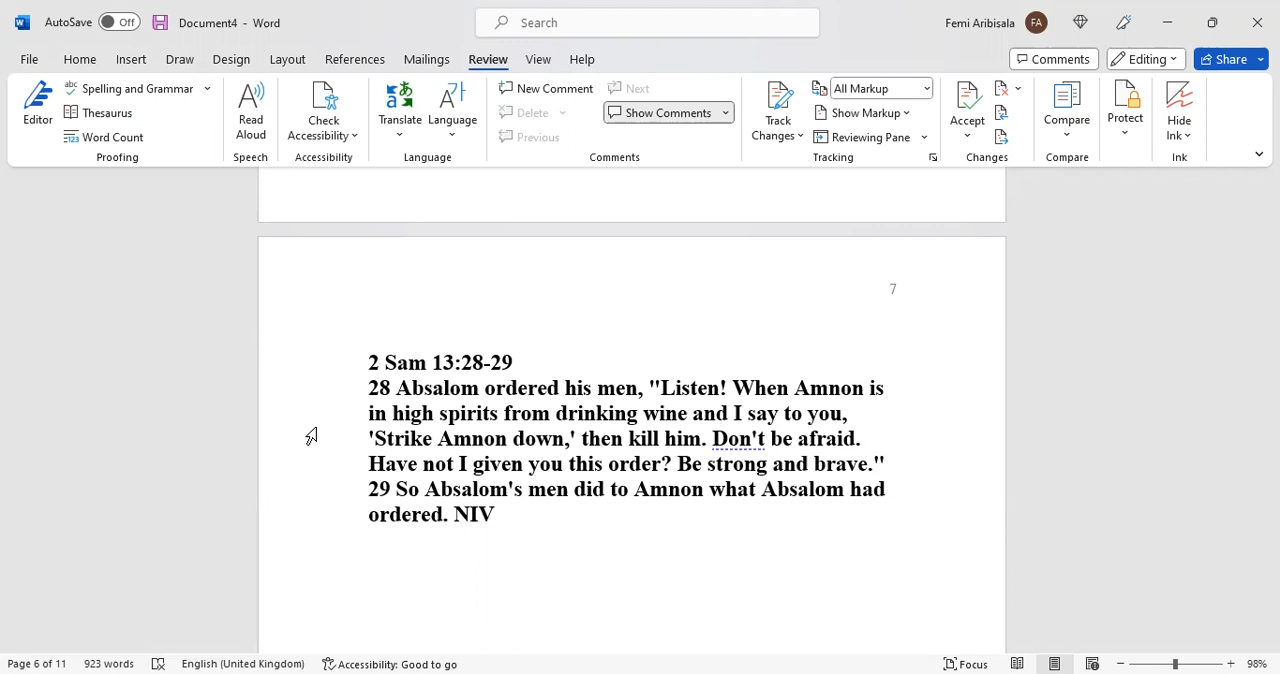 AutoSave Off Document4 - Word Search Femi Aribisala FA
File Home Insert Draw Design Layout References Mailings Review View Help Comments Editing Share
Editor
Spelling and Grammar
Thesaurus
Word Count
Proofing
Read Aloud
Speech
Check Accessibility
Accessibility
Translate
Language
Language
New Comment
Delete
Previous
Next
Show Comments
Comments
Track Changes
All Markup
Show Markup
Reviewing Pane
Tracking
Accept
Changes
Compare
Compare
Protect
Hide Ink
Ink
7
2 Sam 13:28-29
28 Absalom ordered his men, "Listen! When Amnon is
in high spirits from drinking wine and I say to you,
'Strike Amnon down,' then kill him. Don't be afraid.
Have not I given you this order? Be strong and brave."
29 So Absalom's men did to Amnon what Absalom had
ordered. NIV
Page 6 of 11 923 words English (United Kingdom) Accessibility: Good to go Focus 98%